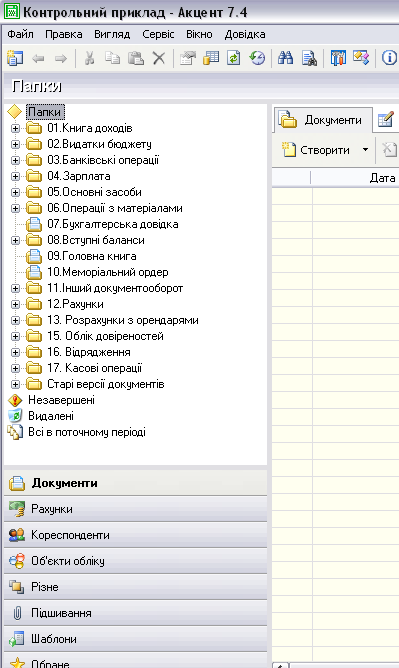 Контрольний приклад - Акцент 7.4
Файл Правка Вигляд Сервіс Вікно Довідка
Папки
Папки
01.Книга доходів
02.Видатки бюджету
03.Банківські операції
04.Зарплата
05.Основні засоби
06.Операції з матеріалами
07.Бухгалтерська довідка
08.Вступні баланси
09.Головна книга
10.Меморіальний ордер
11.Інший документооборот
12.Рахунки
13. Розрахунки з орендарями
15. Облік довіреностей
16. Відрядження
17. Касові операції
Старі версії документів
Незавершені
Видалені
Всі в поточному періоді
Документи
Створити
Дата
Документи
Рахунки
Кореспонденти
Об'єкти обліку
Різне
Підшивання
Шаблони
Обране